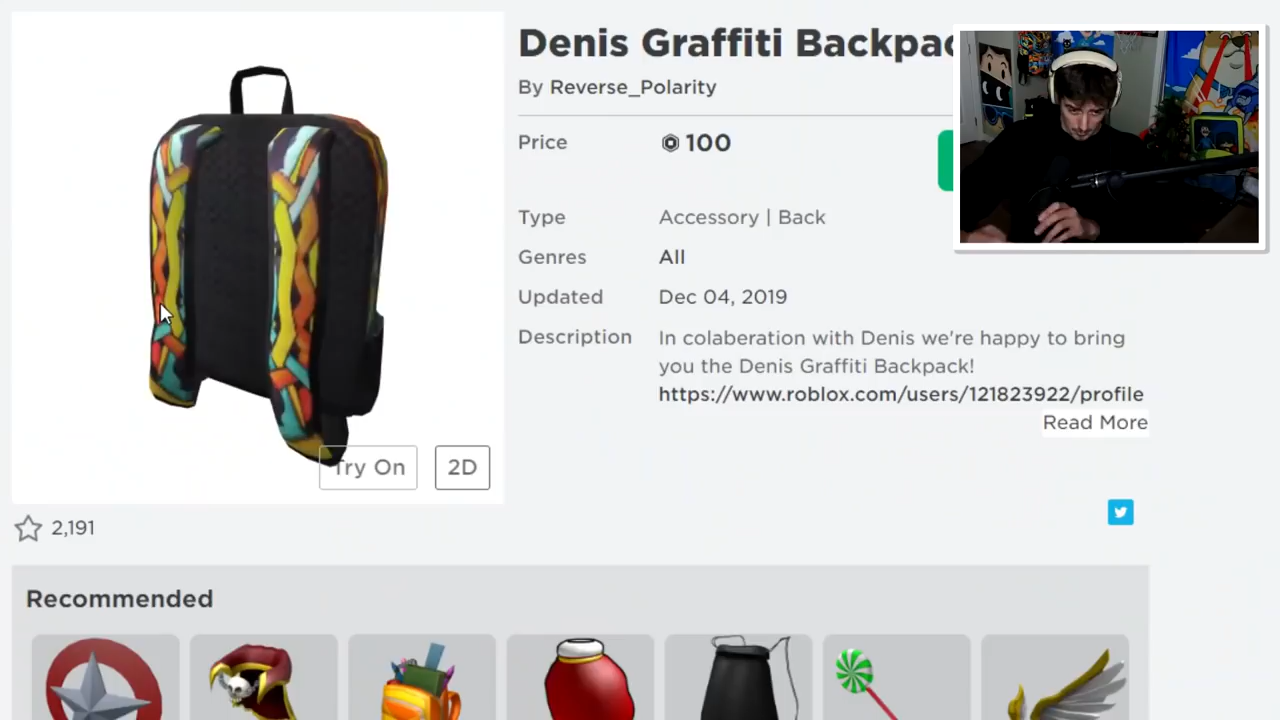 Denis Graffiti Backpac
By Reverse_Polarity
Price 100
Type Accessory | Back
Genres All
Updated Dec 04, 2019
Description In colaberation with Denis we're happy to bring
you the Denis Graffiti Backpack!
https://www.roblox.com/users/121823922/profile
Read More
Try On 2D
2,191
Recommended